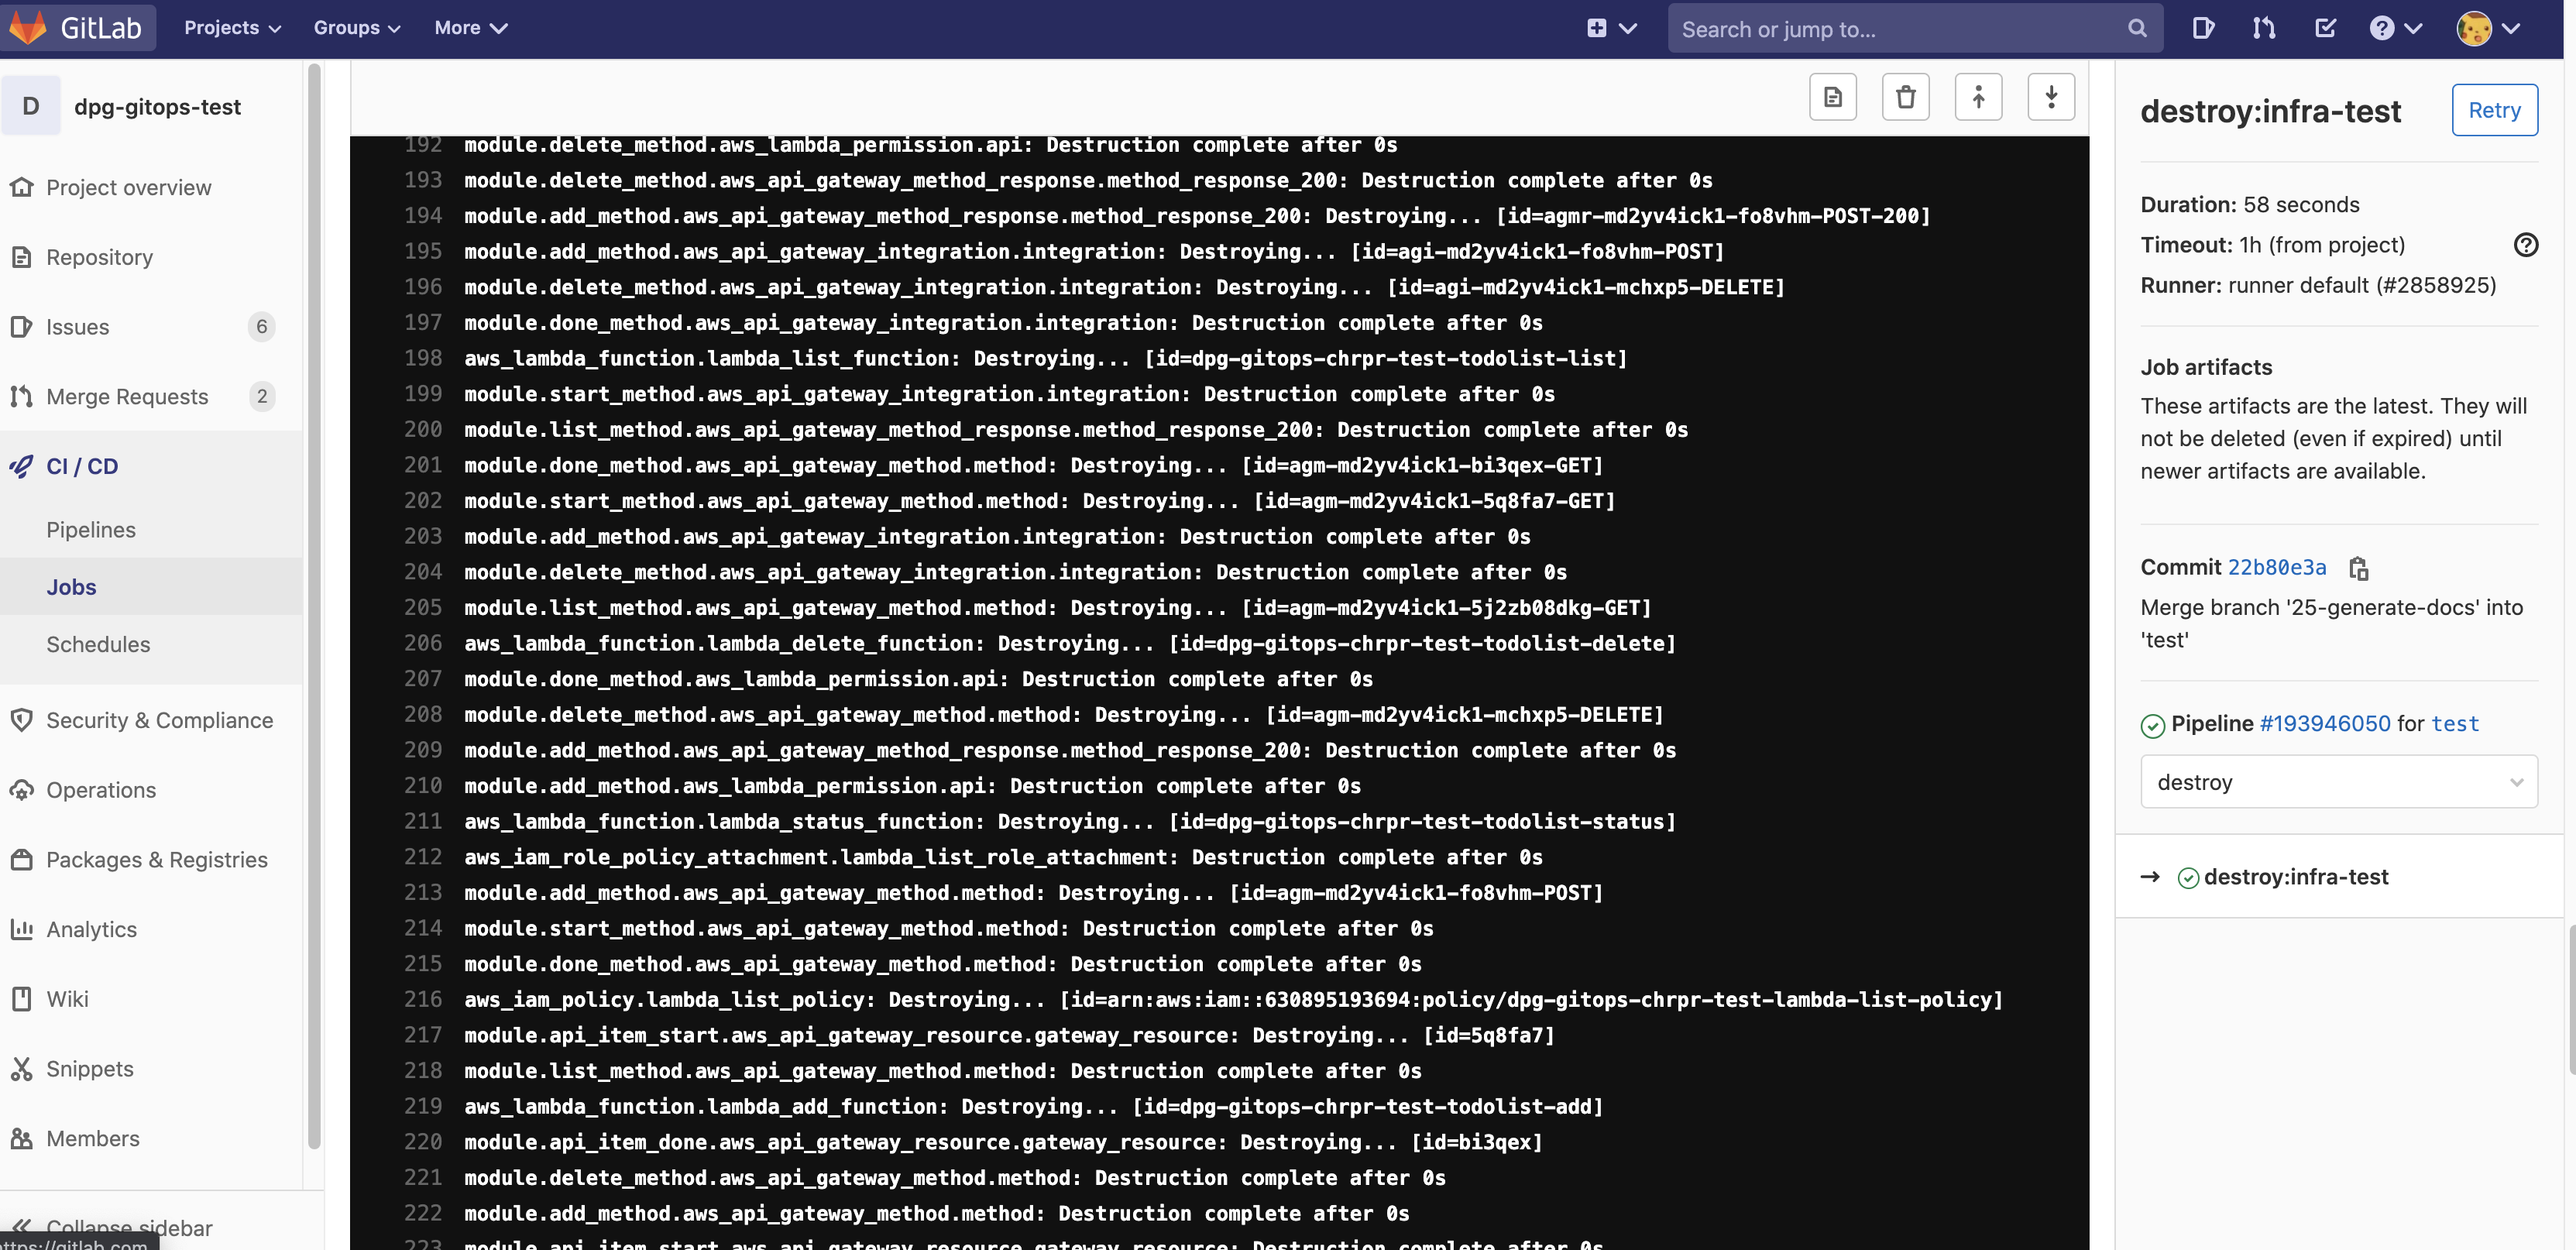 GitLab
Projects
Groups
More
Search or jump to...
D
dpg-gitops-test
Project overview
Repository
Issues 6
Merge Requests 2
CI / CD
Pipelines
Jobs
Schedules
Security & Compliance
Operations
Packages & Registries
Analytics
Wiki
Snippets
Members
Collapse sidebar
https://gitlab.com
192 module.delete_method.aws_lambda_permission.api: Destruction complete after 0s
193 module.delete_method.aws_api_gateway_method_response.method_response_200: Destruction complete after 0s
194 module.add_method.aws_api_gateway_method_response.method_response_200: Destroying... [id=agmr-md2yv4ick1-fo8vhm-POST-200]
195 module.add_method.aws_api_gateway_integration.integration: Destroying... [id=agi-md2yv4ick1-fo8vhm-POST]
196 module.delete_method.aws_api_gateway_integration.integration: Destroying... [id=agi-md2yv4ick1-mchxp5-DELETE]
197 module.done_method.aws_api_gateway_integration.integration: Destruction complete after 0s
198 aws_lambda_function.lambda_list_function: Destroying... [id=dpg-gitops-chrpr-test-todolist-list]
199 module.start_method.aws_api_gateway_integration.integration: Destruction complete after 0s
200 module.list_method.aws_api_gateway_method_response.method_response_200: Destruction complete after 0s
201 module.done_method.aws_api_gateway_method.method: Destroying... [id=agm-md2yv4ick1-bi3qex-GET]
202 module.start_method.aws_api_gateway_method.method: Destroying... [id=agm-md2yv4ick1-5q8fa7-GET]
203 module.add_method.aws_api_gateway_integration.integration: Destruction complete after 0s
204 module.delete_method.aws_api_gateway_integration.integration: Destruction complete after 0s
205 module.list_method.aws_api_gateway_method.method: Destroying... [id=agm-md2yv4ick1-5j2zb08dkg-GET]
206 aws_lambda_function.lambda_delete_function: Destroying... [id=dpg-gitops-chrpr-test-todolist-delete]
207 module.done_method.aws_lambda_permission.api: Destruction complete after 0s
208 module.delete_method.aws_api_gateway_method.method: Destroying... [id=agm-md2yv4ick1-mchxp5-DELETE]
209 module.add_method.aws_api_gateway_method_response.method_response_200: Destruction complete after 0s
210 module.add_method.aws_lambda_permission.api: Destruction complete after 0s
211 aws_lambda_function.lambda_status_function: Destroying... [id=dpg-gitops-chrpr-test-todolist-status]
212 aws_iam_role_policy_attachment.lambda_list_role_attachment: Destruction complete after 0s
213 module.add_method.aws_api_gateway_method.method: Destroying... [id=agm-md2yv4ick1-fo8vhm-POST]
214 module.start_method.aws_api_gateway_method.method: Destruction complete after 0s
215 module.done_method.aws_api_gateway_method.method: Destruction complete after 0s
216 aws_iam_policy.lambda_list_policy: Destroying... [id=arn:aws:iam::630895193694:policy/dpg-gitops-chrpr-test-lambda-list-policy]
217 module.api_item_start.aws_api_gateway_resource.gateway_resource: Destroying... [id=5q8fa7]
218 module.list_method.aws_api_gateway_method.method: Destruction complete after 0s
219 aws_lambda_function.lambda_add_function: Destroying... [id=dpg-gitops-chrpr-test-todolist-add]
220 module.api_item_done.aws_api_gateway_resource.gateway_resource: Destroying... [id=bi3qex]
221 module.delete_method.aws_api_gateway_method.method: Destruction complete after 0s
222 module.add_method.aws_api_gateway_method.method: Destruction complete after 0s
223 module.api_item_start.aws_api_gateway_resource.gateway_resource: Destruction complete after 0s
destroy:infra-test
Retry
Duration: 58 seconds
Timeout: 1h (from project)
Runner: runner default (#2858925)
Job artifacts
These artifacts are the latest. They will
not be deleted (even if expired) until
newer artifacts are available.
Commit 22b80e3a
Merge branch '25-generate-docs' into
'test'
Pipeline #193946050 for test
destroy
→ destroy:infra-test